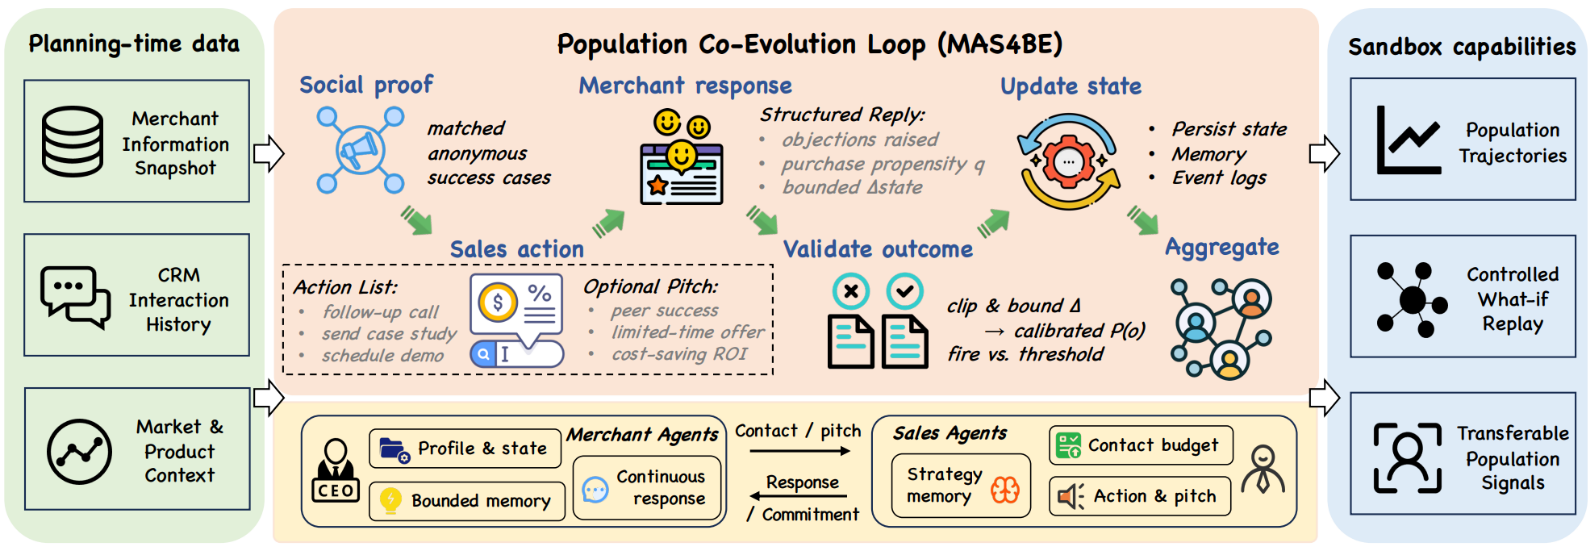 Planning-time data
Merchant
Information
Snapshot
CRM
Interaction
History
Market &
Product
Context
Population Co-Evolution Loop (MAS4BE)
Social proof
matched
anonymous
success cases
Merchant response
Structured Reply:
• objections raised
• purchase propensity q
• bounded Δstate
Update state
• Persist state
• Memory
• Event logs
Sales action
Action List:
• follow-up call
• send case study
• schedule demo
$ %
I
Optional Pitch:
• peer success
• limited-time offer
• cost-saving ROI
Validate outcome
clip & bound Δ
→ calibrated P(o)
fire vs. threshold
Aggregate
CEO
Profile & state
Bounded memory
Merchant Agents
Continuous
response
Contact / pitch
Response
/ Commitment
Sales Agents
Strategy
memory
Contact budget
Action & pitch
Sandbox capabilities
Population
Trajectories
Controlled
What-if
Replay
Transferable
Population
Signals